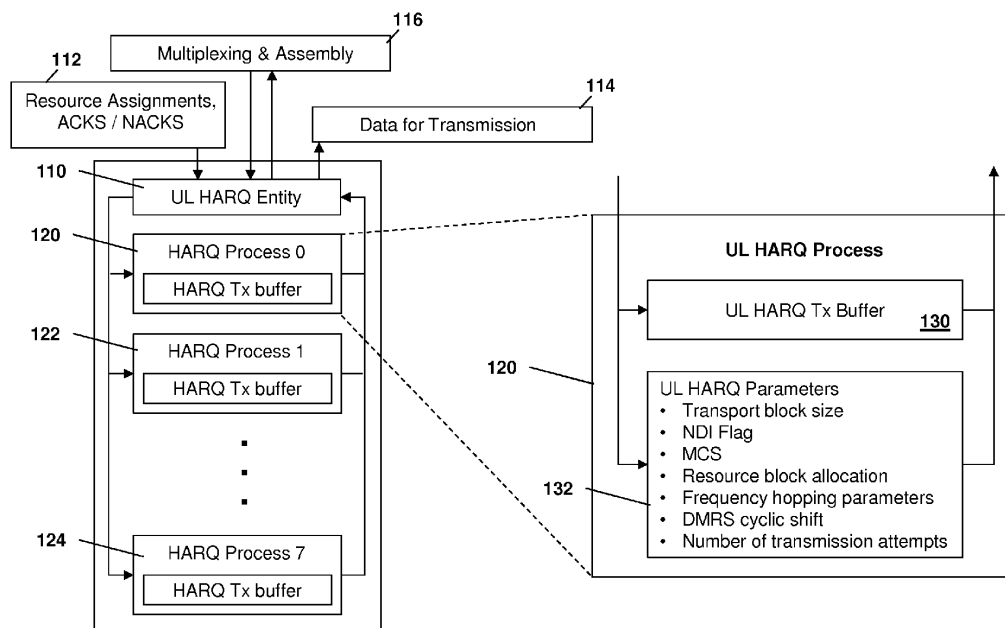 116
Multiplexing & Assembly
112
Resource Assignments,
ACKS / NACKS
114
Data for Transmission
110
UL HARQ Entity
120
HARQ Process 0
HARQ Tx buffer
122
HARQ Process 1
HARQ Tx buffer
124
HARQ Process 7
HARQ Tx buffer
UL HARQ Process
UL HARQ Tx Buffer
130
120
UL HARQ Parameters
• Transport block size
• NDI Flag
• MCS
• Resource block allocation
132
• Frequency hopping parameters
• DMRS cyclic shift
• Number of transmission attempts